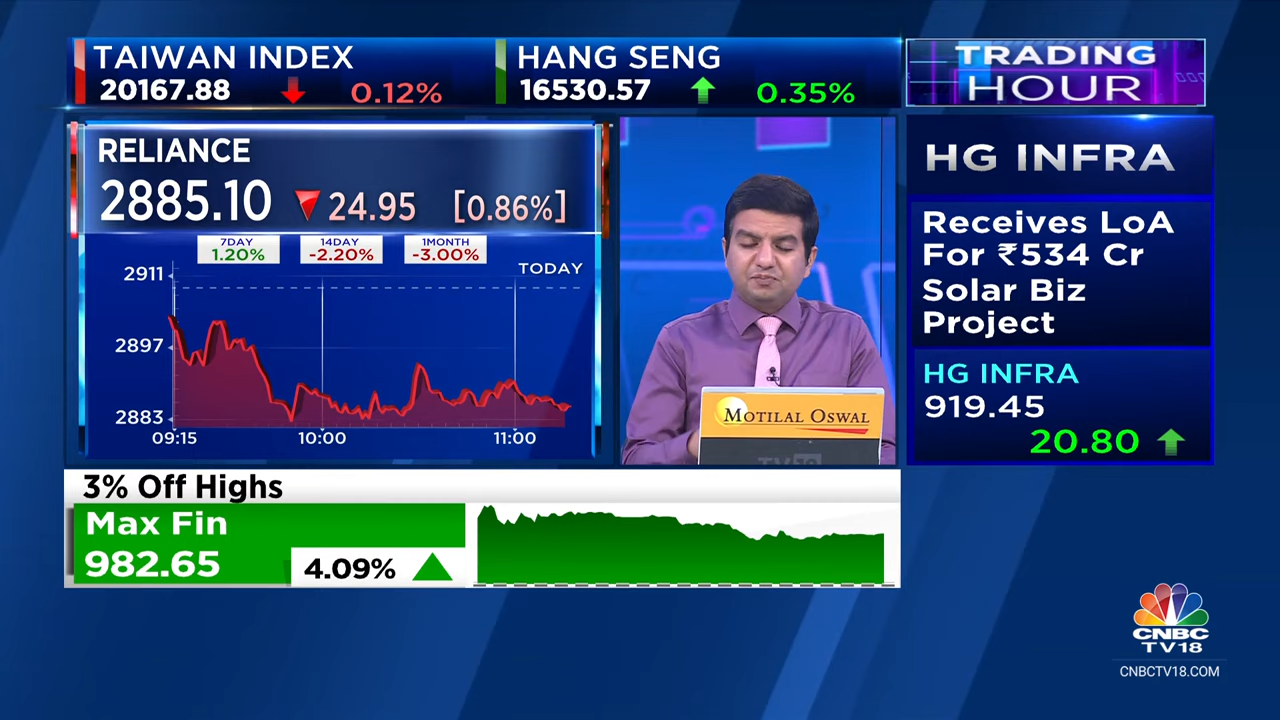 TAIWAN INDEX
20167.88 0.12%
HANG SENG
16530.57 0.35%
TRADING
HOUR
RELIANCE
2885.10 24.95 [0.86%]
7DAY
1.20%
14DAY
-2.20%
1MONTH
-3.00%
TODAY
2911
2897
2883
09:15 10:00 11:00
MOTILAL OSWAL
TV18
HG INFRA
Receives LoA
For ₹534 Cr
Solar Biz
Project
HG INFRA
919.45
20.80
3% Off Highs
Max Fin
982.65 4.09%
CNBC
TV18
CNBCTV18.COM